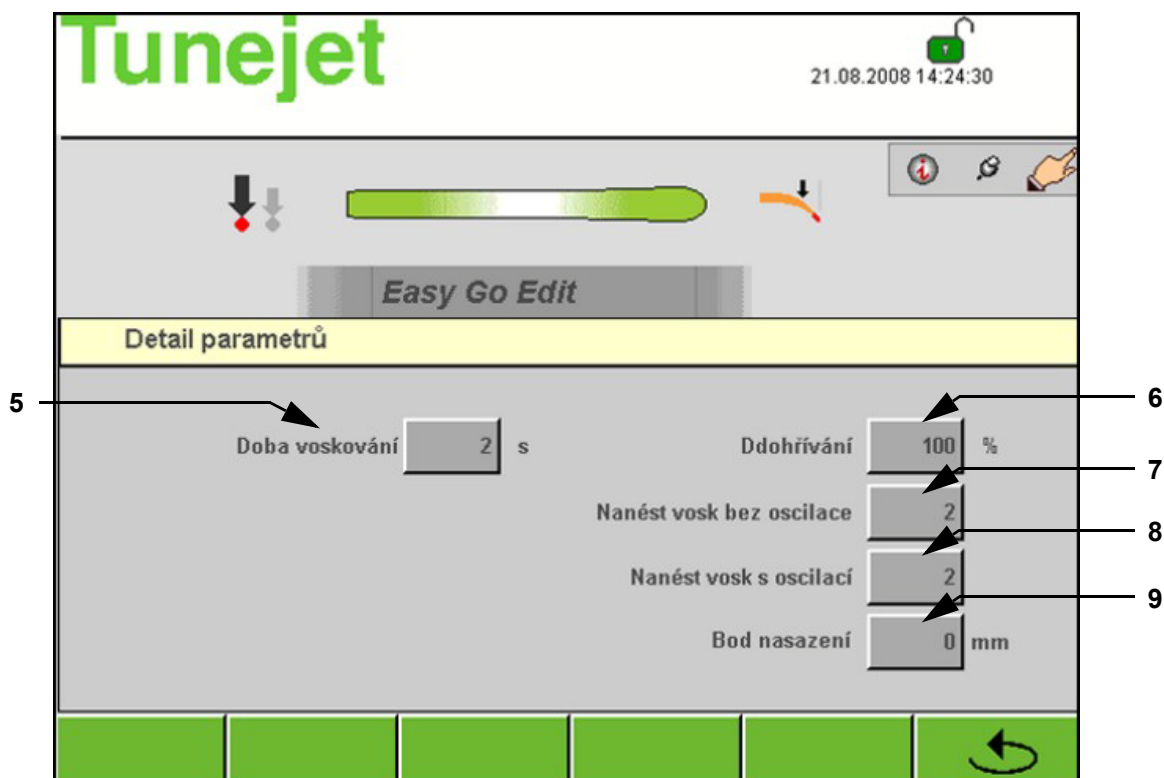 Tunejet
21.08.2008 14:24:30
Easy Go Edit
Detail parametrů
5
Doba voskování 2 s
Ddohřívání 100 %
6
Nanést vosk bez oscilace 2
7
Nanést vosk s oscilací 2
8
Bod nasazení 0 mm
9